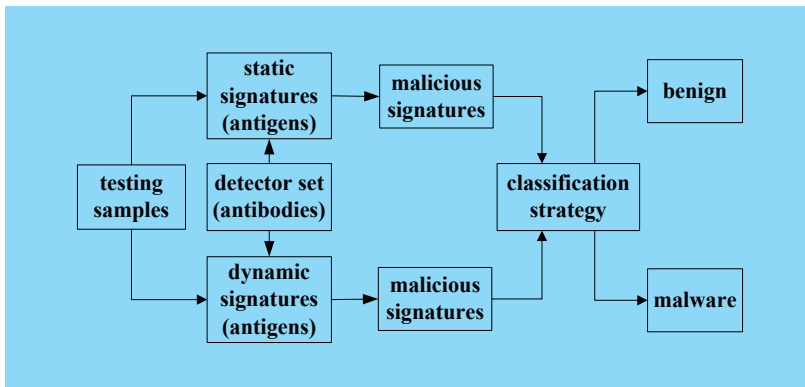 testing
samples
static
signatures
(antigens)
detector set
(antibodies)
dynamic
signatures
(antigens)
malicious
signatures
malicious
signatures
classification
strategy
benign
malware